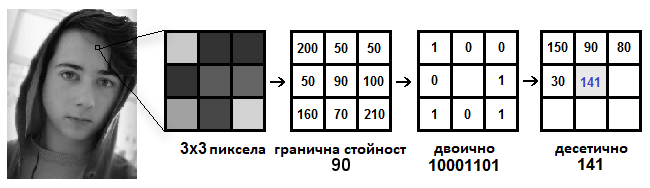 200 50 50 1 0 0 150 90 80
50 90 100 0 1 30 141
160 70 210 1 0 1
3x3 пиксела гранична стойност двоично десетично
90 10001101 141